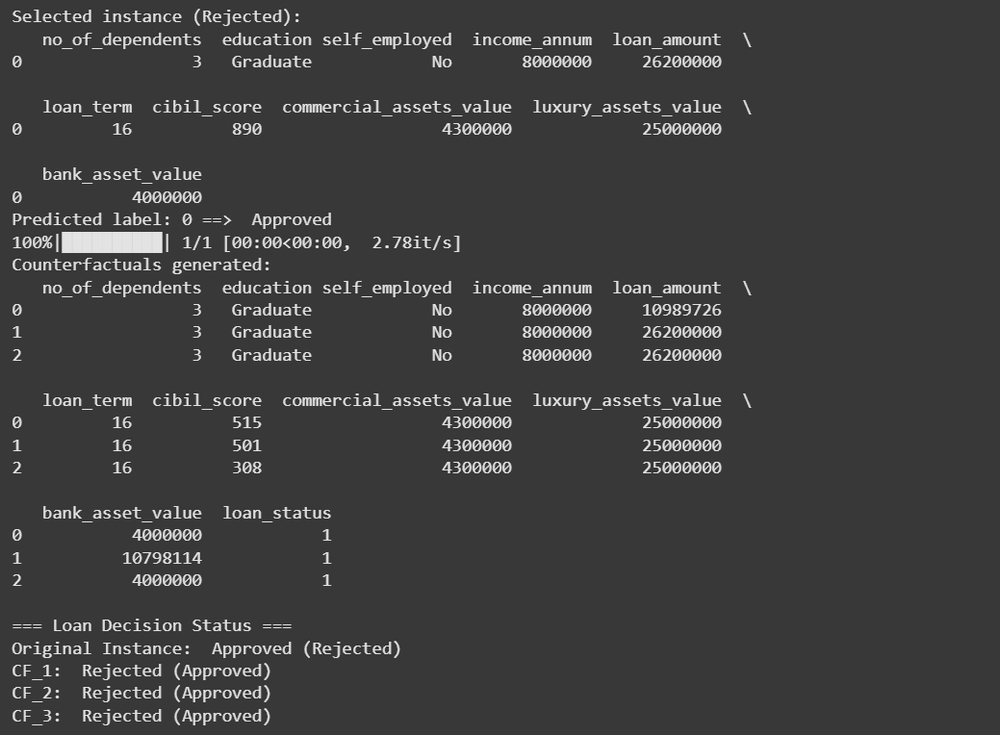 Selected instance (Rejected):
   no_of_dependents  education self_employed  income_annum  loan_amount  \
0                 3   Graduate            No       8000000     26200000

   loan_term  cibil_score  commercial_assets_value  luxury_assets_value  \
0         16          890                  4300000             25000000

   bank_asset_value
0           4000000
Predicted label: 0 ==>  Approved
100%|██████████| 1/1 [00:00<00:00,  2.78it/s]
Counterfactuals generated:
   no_of_dependents  education self_employed  income_annum  loan_amount  \
0                 3   Graduate            No       8000000     10989726
1                 3   Graduate            No       8000000     26200000
2                 3   Graduate            No       8000000     26200000

   loan_term  cibil_score  commercial_assets_value  luxury_assets_value  \
0         16          515                  4300000             25000000
1         16          501                  4300000             25000000
2         16          308                  4300000             25000000

   bank_asset_value  loan_status
0           4000000            1
1          10798114            1
2           4000000            1

=== Loan Decision Status ===
Original Instance:  Approved (Rejected)
CF_1:  Rejected (Approved)
CF_2:  Rejected (Approved)
CF_3:  Rejected (Approved)